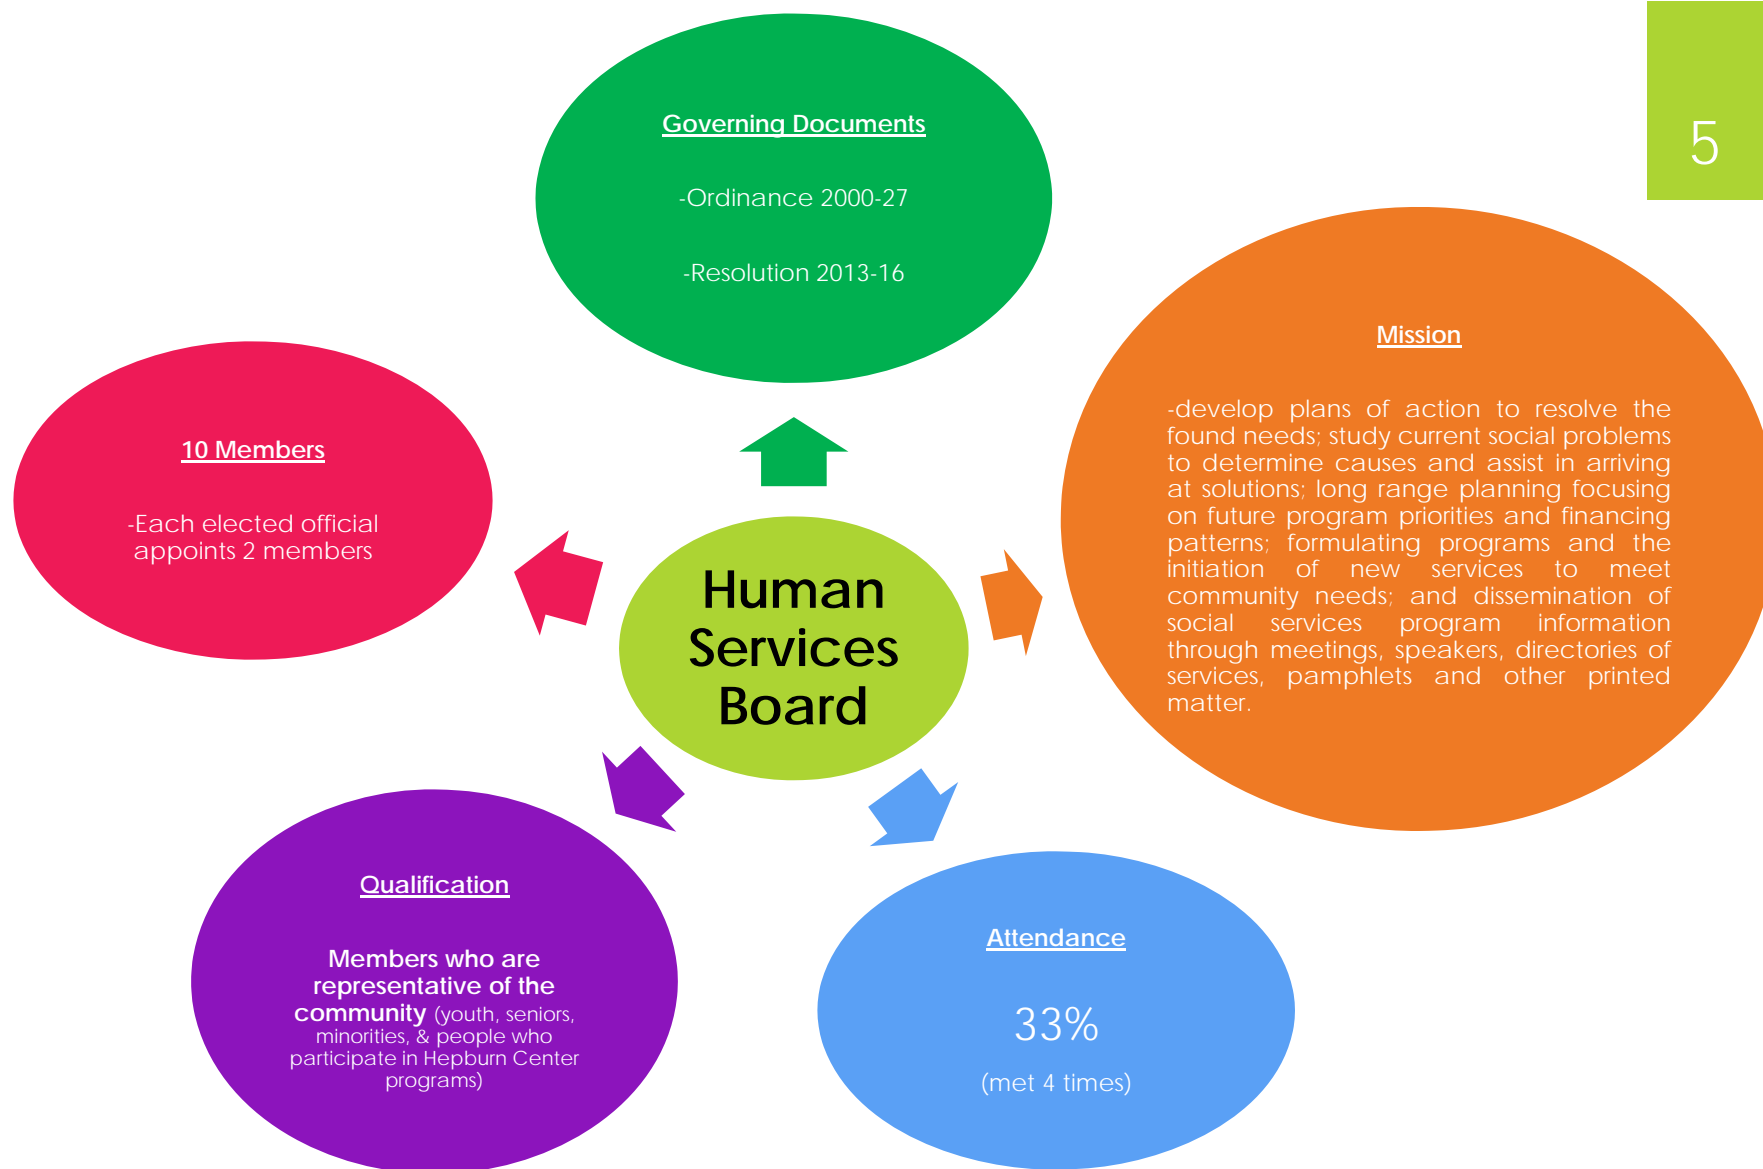 5
Governing Documents
-Ordinance 2000-27
-Resolution 2013-16
Mission
-develop plans of action to resolve the
found needs; study current social problems
to determine causes and assist in arriving
at solutions; long range planning focusing
on future program priorities and financing
patterns; formulating programs and the
initiation of new services to meet
community needs; and dissemination of
social services program information
through meetings, speakers, directories of
services, pamphlets and other printed
matter.
10 Members
-Each elected official
appoints 2 members
Human
Services
Board
Qualification
Members who are
representative of the
community (youth, seniors,
minorities, & people who
participate in Hepburn Center
programs)
Attendance
33%
(met 4 times)